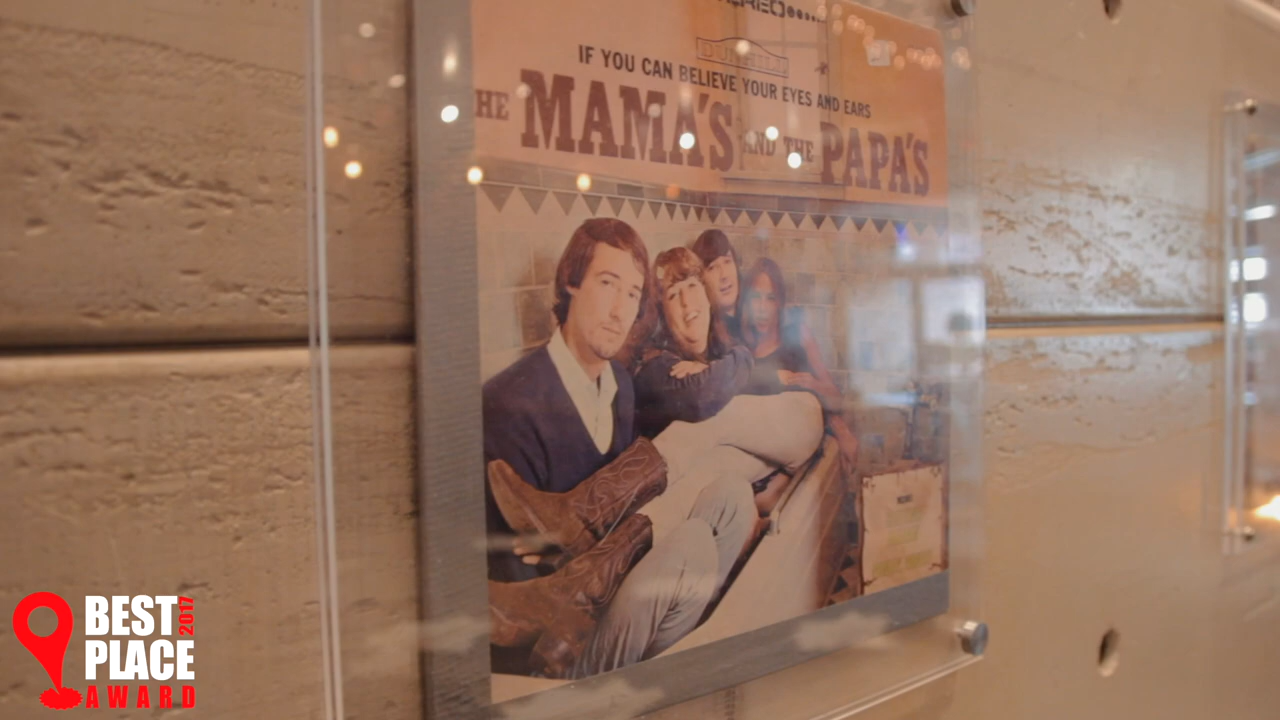 IF YOU CAN BELIEVE YOUR EYES AND EARS
HE MAMA'S AND THE PAPA'S
BEST 2017
PLACE
AWARD